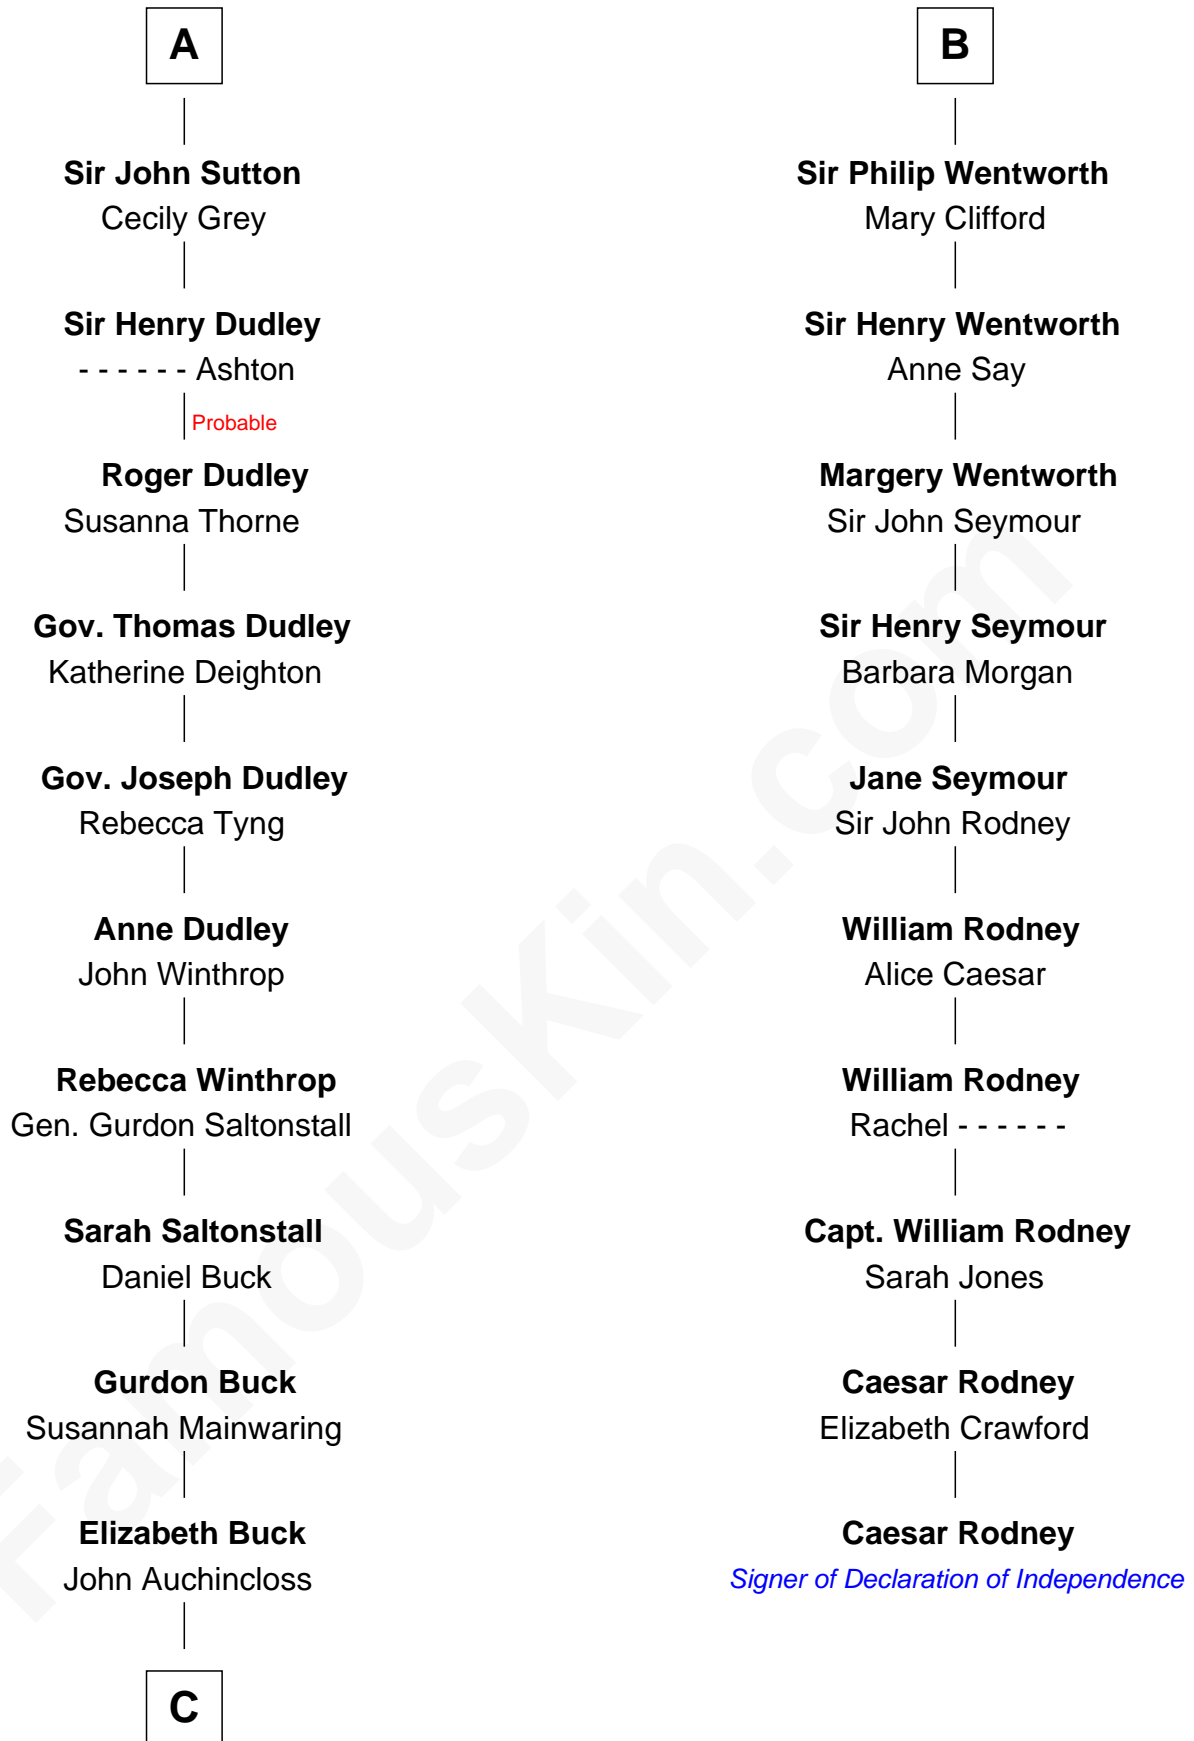 A
Sir John Sutton
Cecily Grey
Sir Henry Dudley
- - - - - - Ashton
Probable
Roger Dudley
Susanna Thorne
Gov. Thomas Dudley
Katherine Deighton
Gov. Joseph Dudley
Rebecca Tyng
Anne Dudley
John Winthrop
Rebecca Winthrop
Gen. Gurdon Saltonstall
Sarah Saltonstall
Daniel Buck
Gurdon Buck
Susannah Mainwaring
Elizabeth Buck
John Auchincloss
C
B
Sir Philip Wentworth
Mary Clifford
Sir Henry Wentworth
Anne Say
Margery Wentworth
Sir John Seymour
Sir Henry Seymour
Barbara Morgan
Jane Seymour
Sir John Rodney
William Rodney
Alice Caesar
William Rodney
Rachel - - - - - -
Capt. William Rodney
Sarah Jones
Caesar Rodney
Elizabeth Crawford
Caesar Rodney
Signer of Declaration of Independence
FamousKin.com